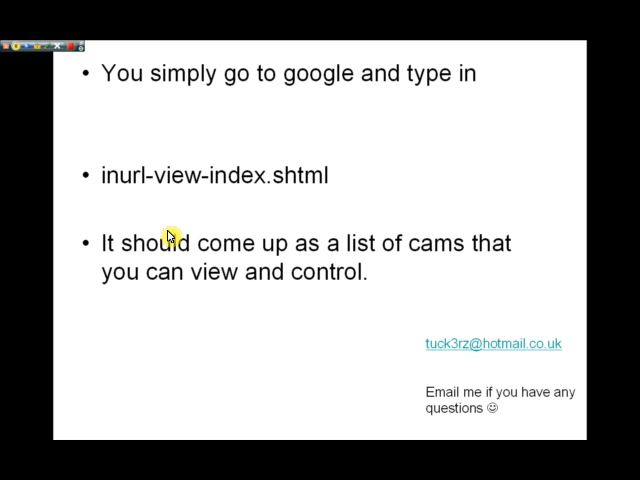 • You simply go to google and type in
• inurl-view-index.shtml
• It should come up as a list of cams that
you can view and control.
tuck3rz@hotmail.co.uk
Email me if you have any
questions ☺